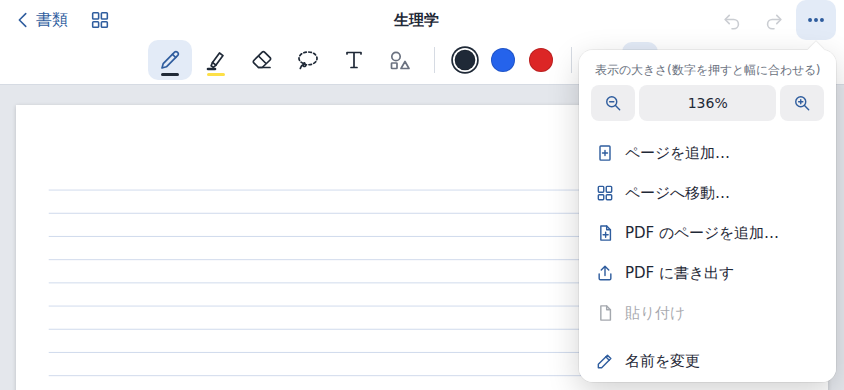 書類
生理学
表示の大きさ(数字を押すと幅に合わせる)
136%
ページを追加...
ページへ移動...
PDF のページを追加...
PDF に書き出す
貼り付け
名前を変更